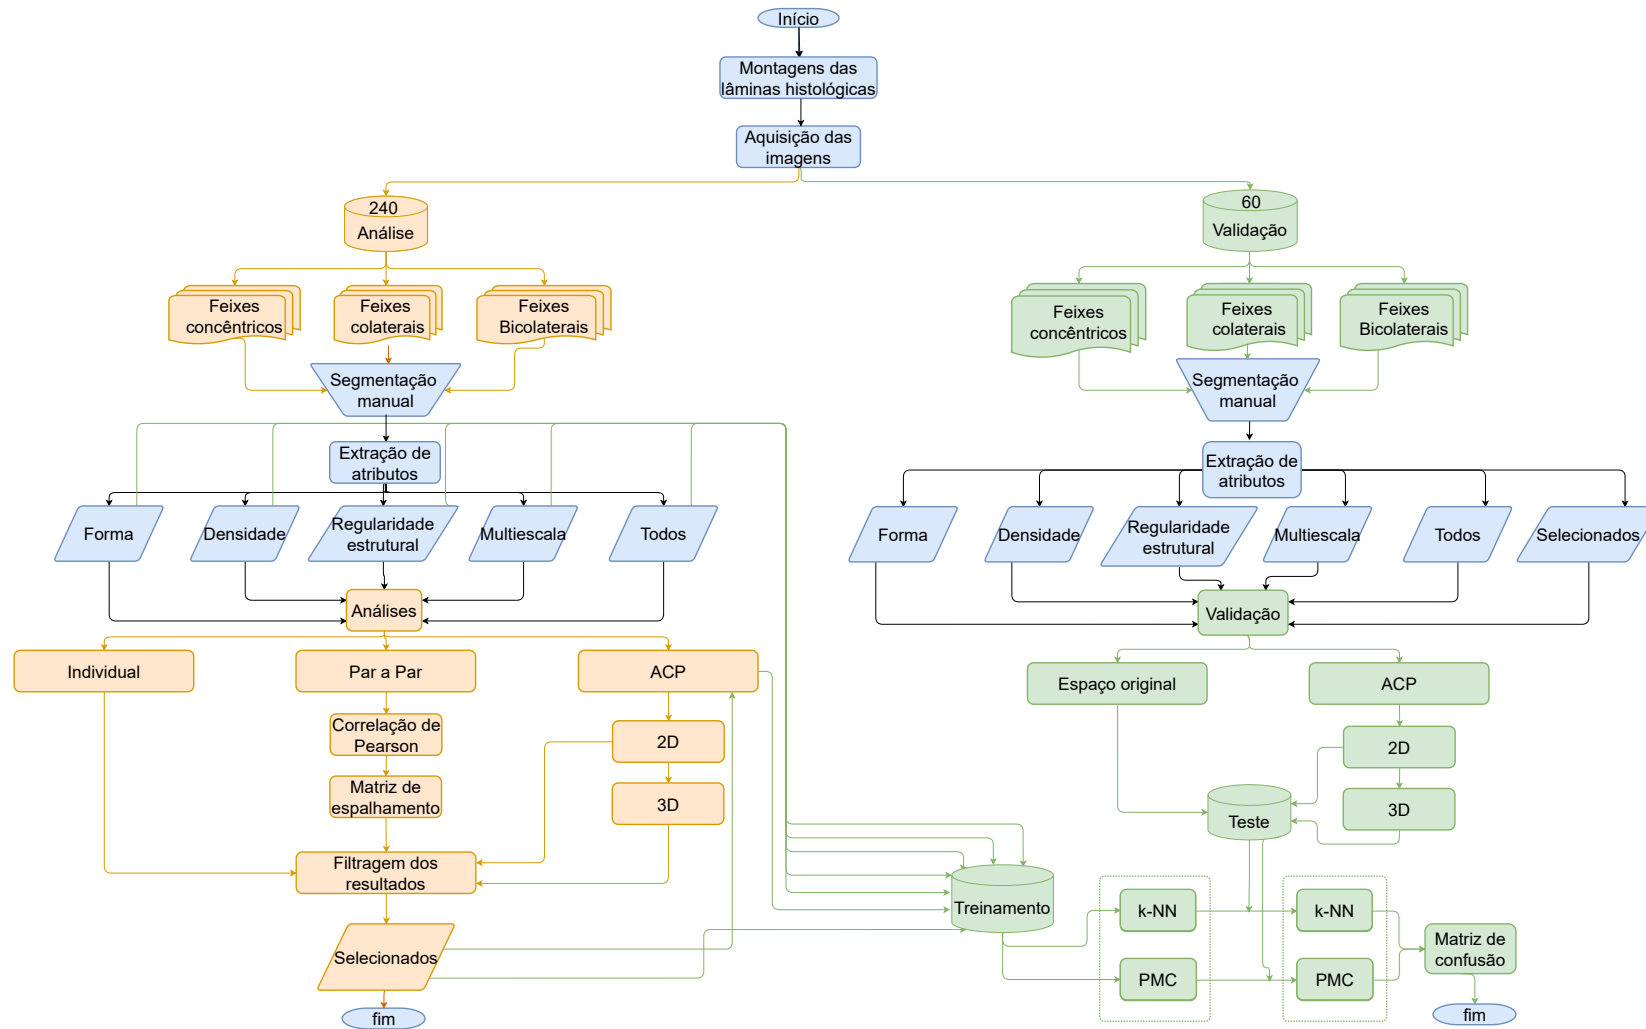 Início
Montagens das
lâminas histológicas
Aquisição das
imagens
240
Análise
60
Validação
Feixes
concêntricos
Feixes
colaterais
Feixes
Bicolaterais
Feixes
concêntricos
Feixes
colaterais
Feixes
Bicolaterais
Segmentação
manual
Segmentação
manual
Extração de
atributos
Extração de
atributos
Forma
Densidade
Regularidade
estrutural
Multiescala
Todos
Forma
Densidade
Regularidade
estrutural
Multiescala
Todos
Selecionados
Análises
Validação
Individual
Par a Par
ACP
Espaço original
ACP
Correlação de
Pearson
2D
2D
Matriz de
espalhamento
3D
3D
Teste
Filtragem dos
resultados
Treinamento
k-NN
k-NN
Selecionados
PMC
PMC
Matriz de
confusão
fim
fim